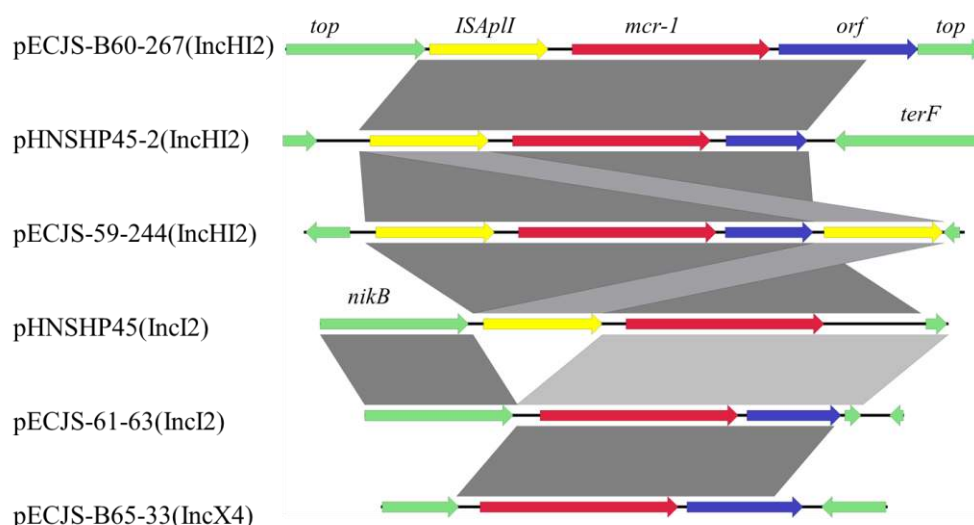 top ISAplI mcr-1 orf top
pECJS-B60-267(IncHI2)
pHNSHP45-2(IncHI2)
terF
pECJS-59-244(IncHI2)
nikB
pHNSHP45(IncI2)
pECJS-61-63(IncI2)
pECJS-B65-33(IncX4)